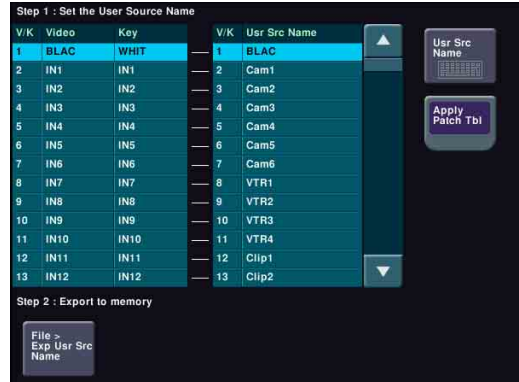 Step 1 : Set the User Source Name
V/K Video Key V/K Usr Src Name
1 BLAC WHIT 1 BLAC
2 IN1 IN1 2 Cam1
3 IN2 IN2 3 Cam2
4 IN3 IN3 4 Cam3
5 IN4 IN4 5 Cam4
6 IN5 IN5 6 Cam5
7 IN6 IN6 7 Cam6
8 IN7 IN7 8 VTR1
9 IN8 IN8 9 VTR2
10 IN9 IN9 10 VTR3
11 IN10 IN10 11 VTR4
12 IN11 IN11 12 Clip1
13 IN12 IN12 13 Clip2
Usr Src
Name
Apply
Patch Tbl
Step 2 : Export to memory
File >
Exp Usr Src
Name